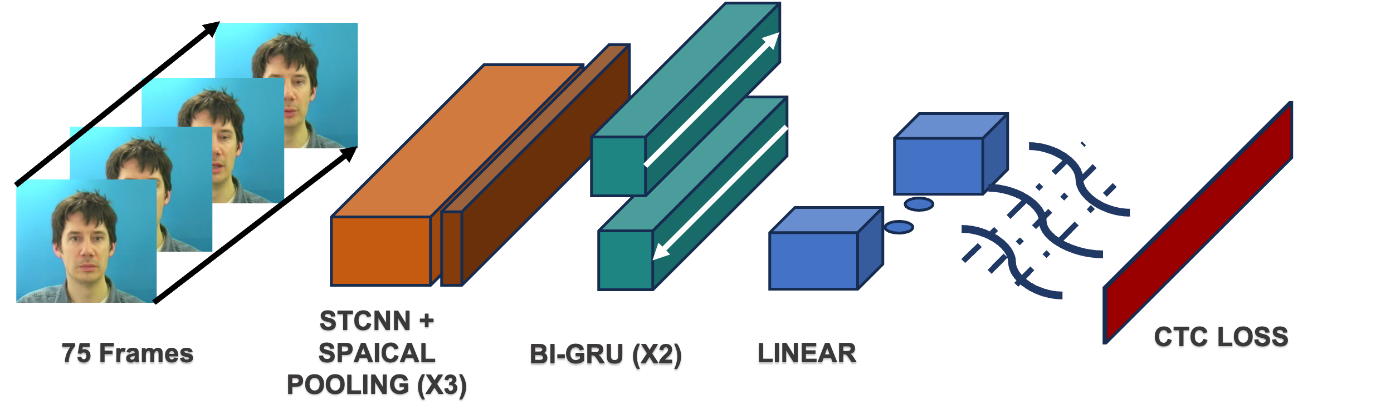 75 Frames
STCNN +
SPAICAL
POOLING (X3)
BI-GRU (X2)
LINEAR
CTC LOSS